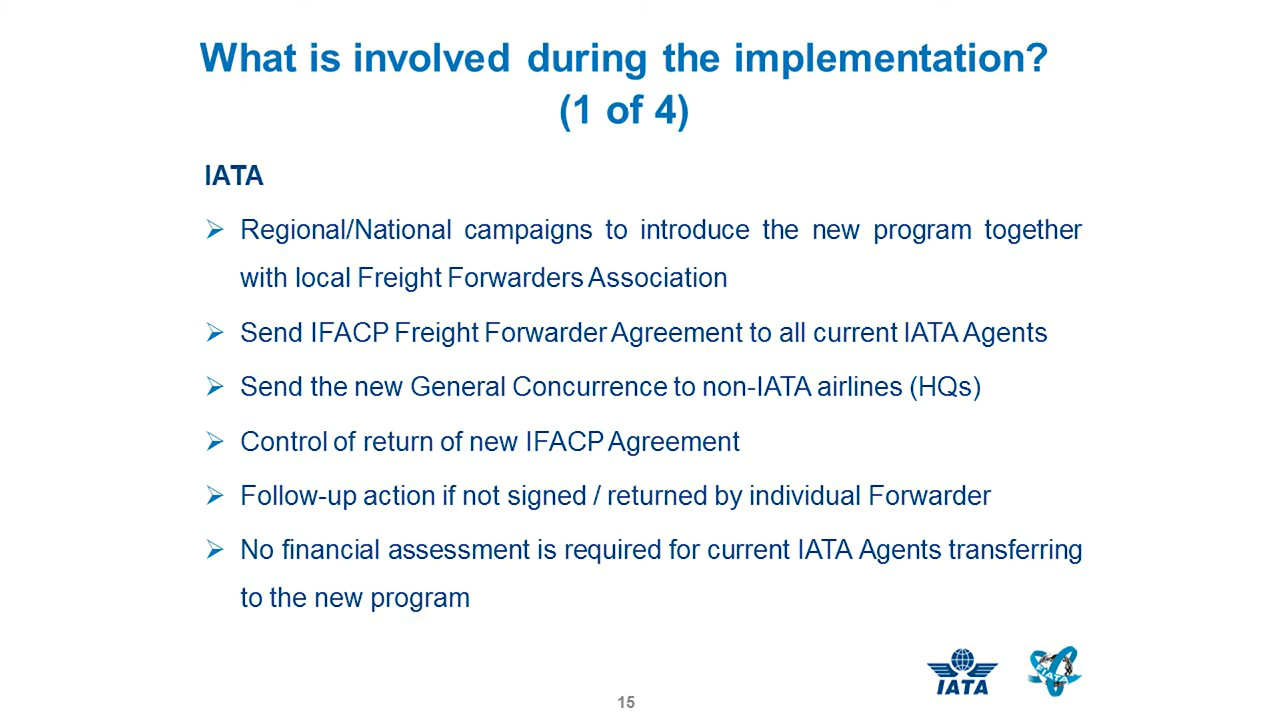 What is involved during the implementation?
(1 of 4)
IATA
Regional/National campaigns to introduce the new program together
with local Freight Forwarders Association
Send IFACP Freight Forwarder Agreement to all current IATA Agents
Send the new General Concurrence to non-IATA airlines (HQs)
Control of return of new IFACP Agreement
Follow-up action if not signed / returned by individual Forwarder
No financial assessment is required for current IATA Agents transferring
to the new program
IATA
FIATA
15